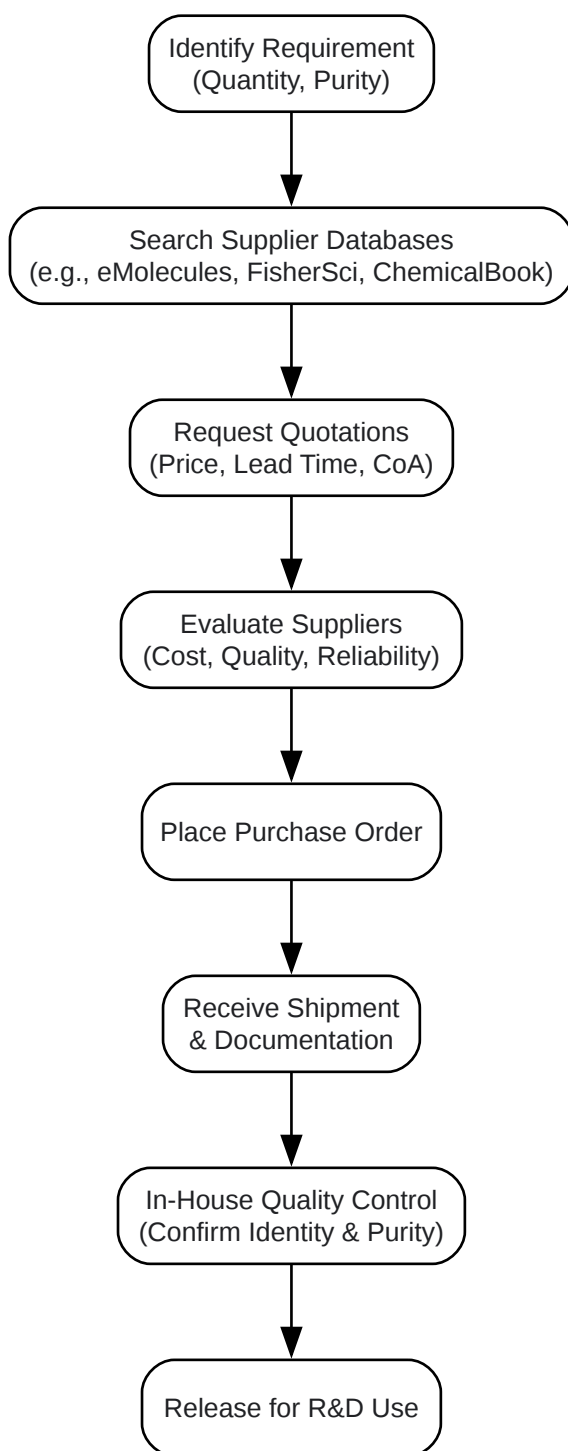 Identify Requirement
(Quantity, Purity)
Search Supplier Databases
(e.g., eMolecules, FisherSci, ChemicalBook)
Request Quotations
(Price, Lead Time, CoA)
Evaluate Suppliers
(Cost, Quality, Reliability)
Place Purchase Order
Receive Shipment
& Documentation
In-House Quality Control
(Confirm Identity & Purity)
Release for R&D Use